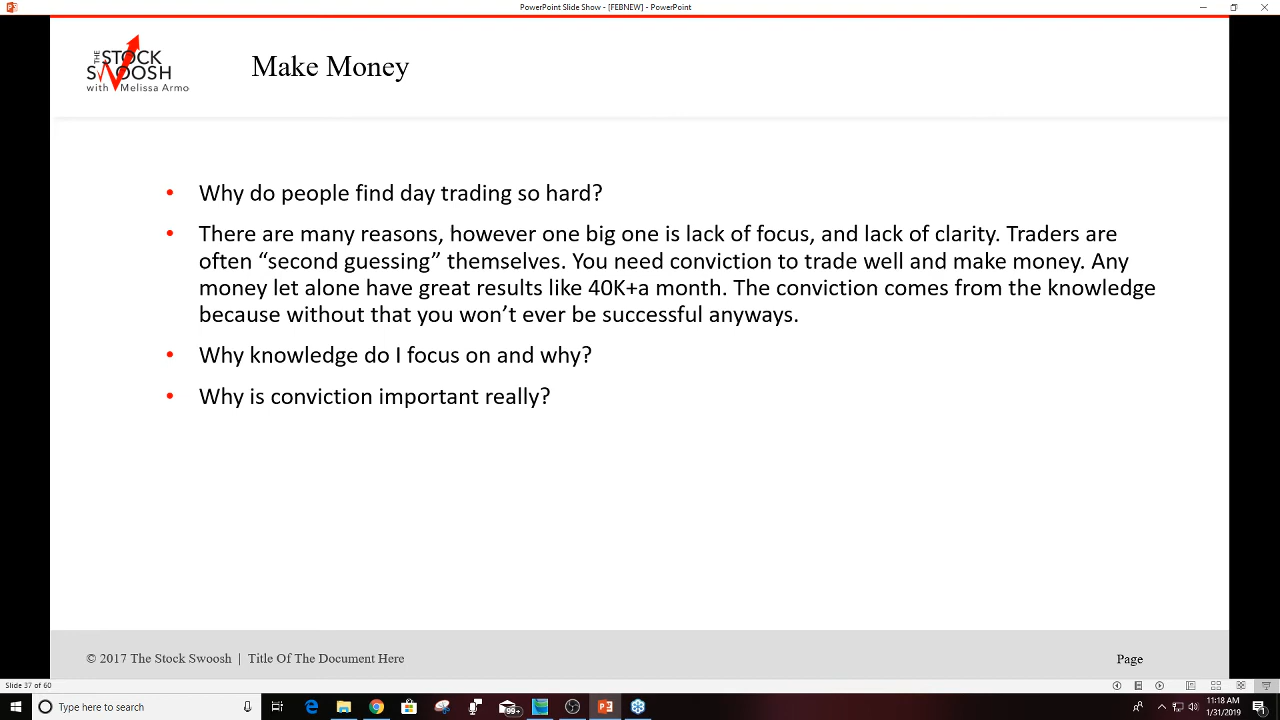 PowerPoint Slide Show - [FEBNEW] - PowerPoint
THE
STOCK
SWOOSH
with Melissa Armo
Make Money
• Why do people find day trading so hard?
• There are many reasons, however one big one is lack of focus, and lack of clarity. Traders are
often “second guessing” themselves. You need conviction to trade well and make money. Any
money let alone have great results like 40K+a month. The conviction comes from the knowledge
because without that you won’t ever be successful anyways.
• Why knowledge do I focus on and why?
• Why is conviction important really?
© 2017 The Stock Swoosh | Title Of The Document Here
Page
Slide 37 of 60
Type here to search
99+
11:18 AM
1/31/2019
1